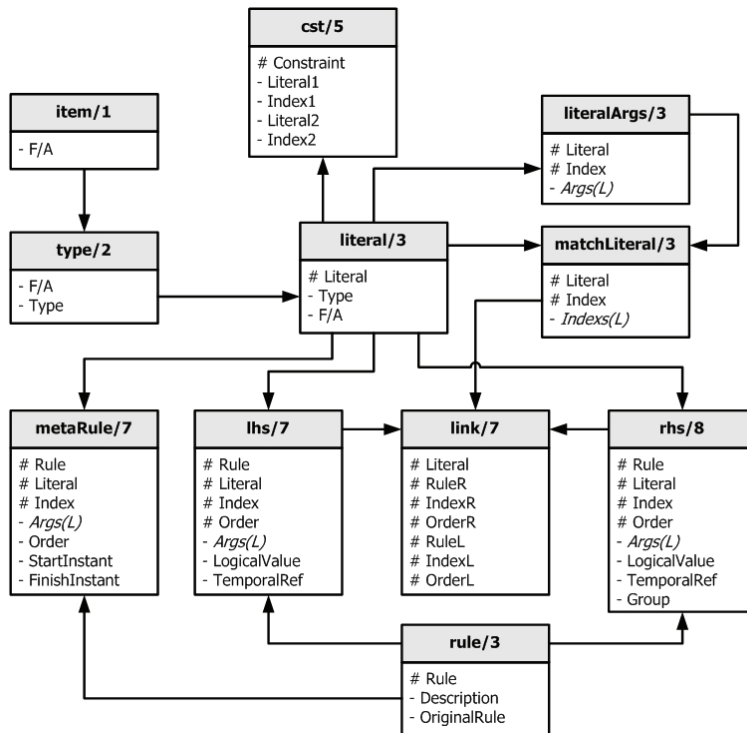 cst/5
# Constraint
- Literal1
- Index1
- Literal2
- Index2
item/1
- F/A
literalArgs/3
# Literal
# Index
- Args(L)
type/2
- F/A
- Type
literal/3
# Literal
- Type
- F/A
matchLiteral/3
# Literal
# Index
- Indexs(L)
metaRule/7
# Rule
# Literal
# Index
- Args(L)
- Order
- StartInstant
- FinishInstant
lhs/7
# Rule
# Literal
# Index
# Order
- Args(L)
- LogicalValue
- TemporalRef
link/7
# Literal
# RuleR
# IndexR
# OrderR
# RuleL
# IndexL
# OrderL
rhs/8
# Rule
# Literal
# Index
# Order
- Args(L)
- LogicalValue
- TemporalRef
- Group
rule/3
# Rule
- Description
- OriginalRule